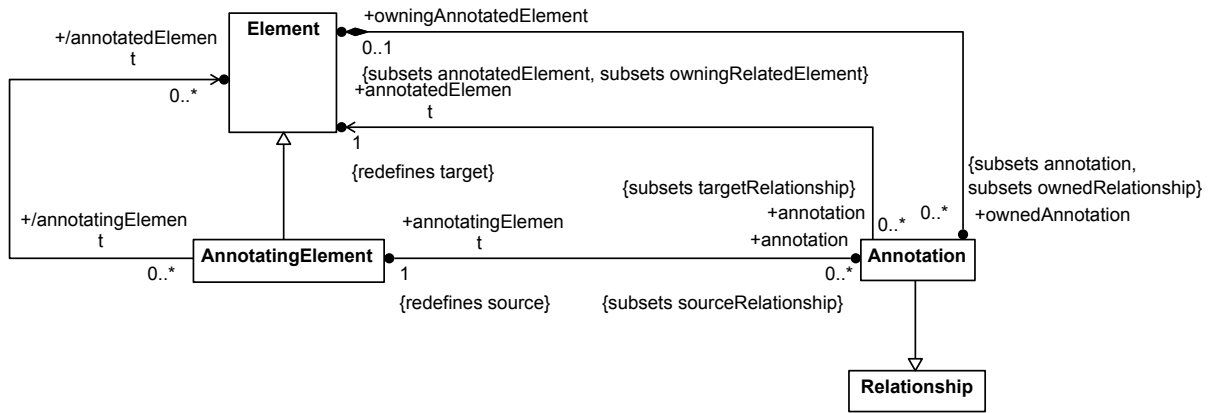 +owningAnnotatedElement
Element
+/annotatedElemen
t
0..1
{subsets annotatedElement, subsets owningRelatedElement}
+annotatedElemen
t
0..*
1
{redefines target}
{subsets annotation,
subsets ownedRelationship}
{subsets targetRelationship}
+annotation
0..*
+ownedAnnotation
0..*
+/annotatingElemen
t
+annotatingElemen
t
+annotation
AnnotatingElement
Annotation
0..*
1
0..*
{redefines source}
{subsets sourceRelationship}
Relationship